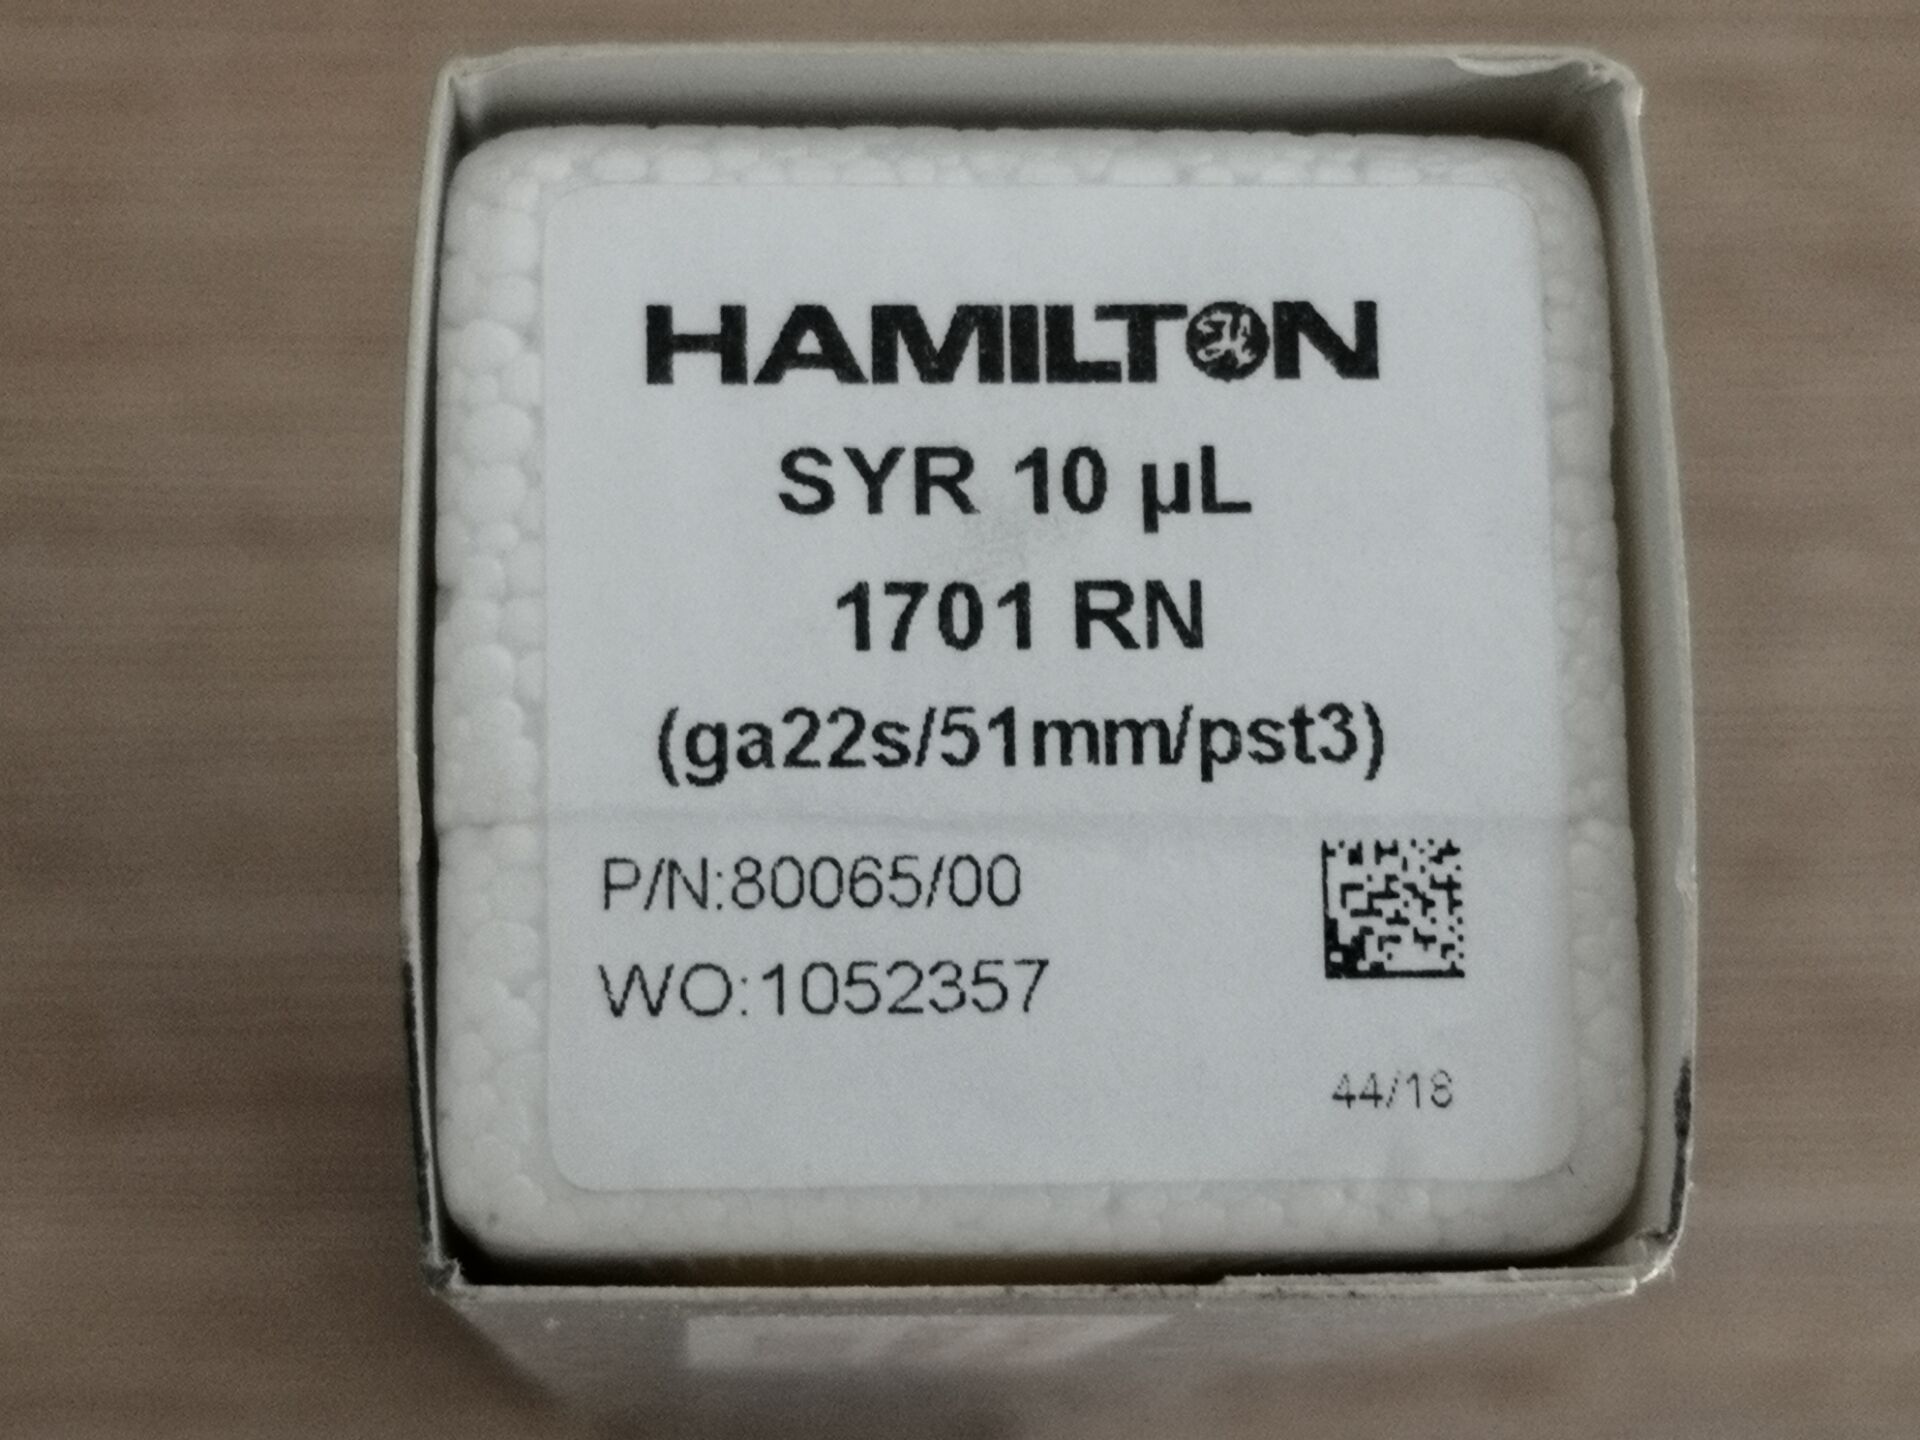 HAMILTON
SYR 10 µL
1701 RN
(ga22s/51mm/pst3)
P/N:80065/00
WO:1052357
44/18